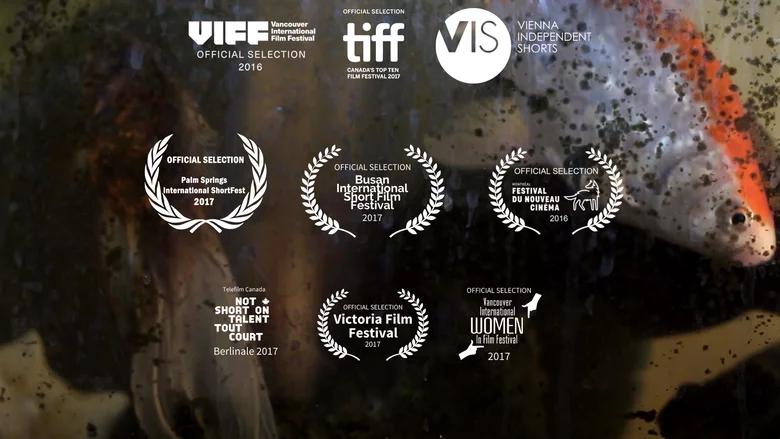 VIFF
Vancouver
International
Film Festival
OFFICIAL SELECTION
2016
OFFICIAL SELECTION
tiff
CANADA'S TOP TEN
FILM FESTIVAL 2017
VIS
VIENNA
INDEPENDENT
SHORTS
OFFICIAL SELECTION
Palm Springs
International ShortFest
2017
OFFICIAL SELECTION
Busan
International
Short Film
Festival
2017
OFFICIAL SELECTION
MONTRÉAL
FESTIVAL
DU NOUVEAU
CINÉMA
2016
Telefilm Canada
NOT
SHORT ON
TALENT
TOUT
COURT
Berlinale 2017
OFFICIAL SELECTION
Victoria Film
Festival
2017
OFFICIAL SELECTION
Vancouver
International
WOMEN
In Film Festival
2017